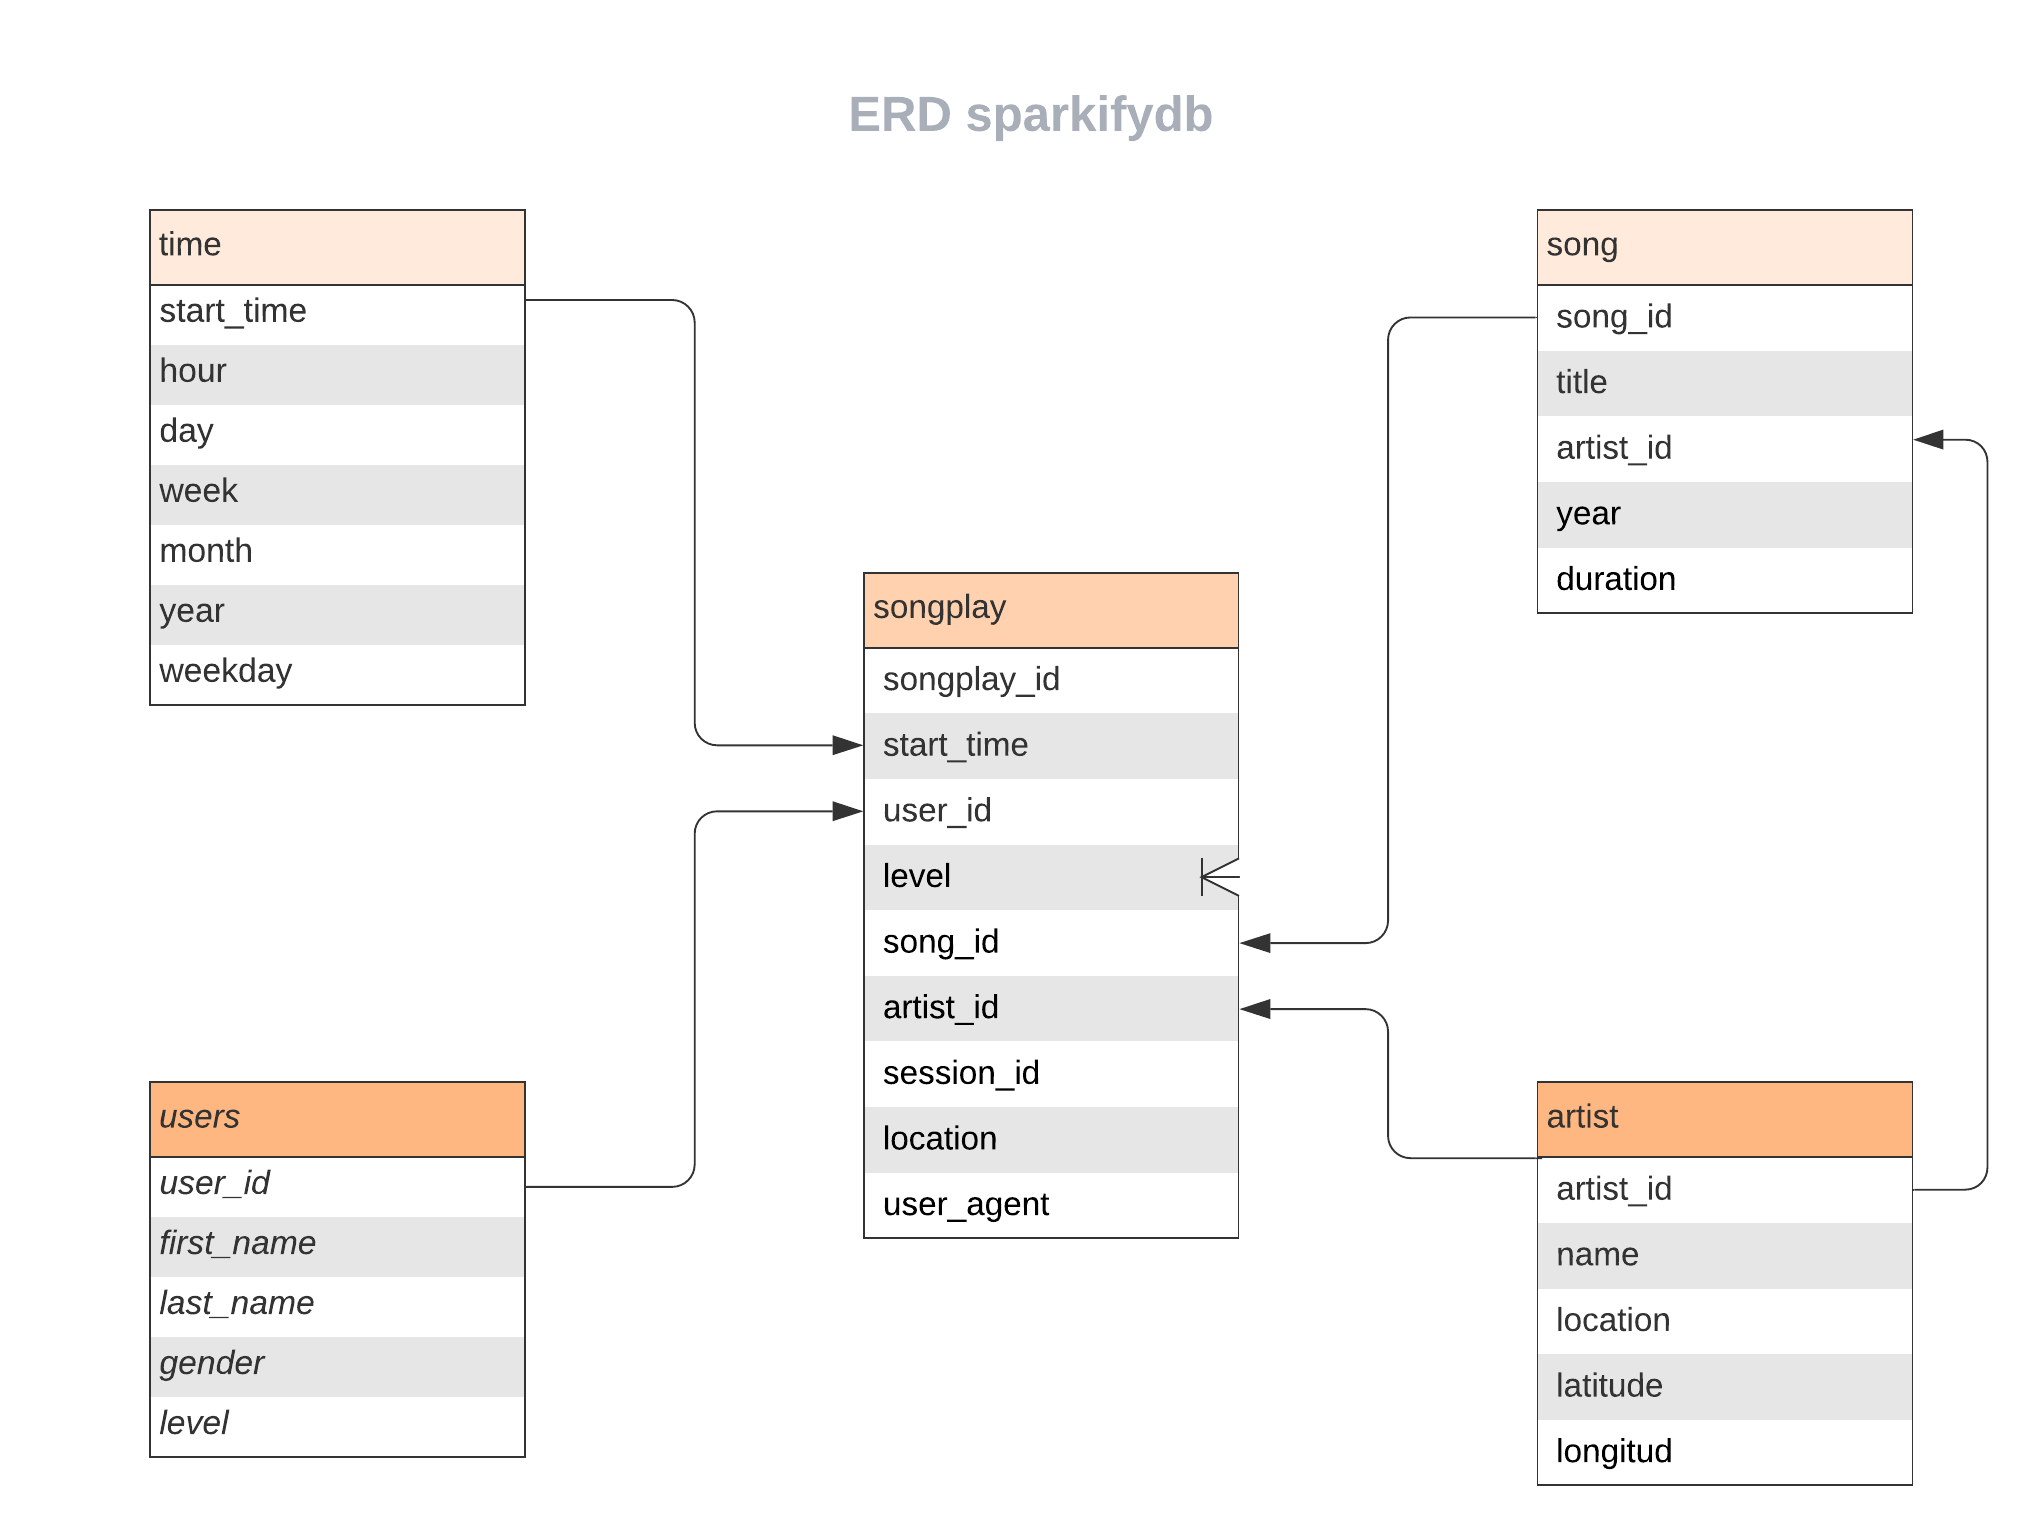 ERD sparkifydb
time
start_time
hour
day
week
month
year
weekday
song
song_id
title
artist_id
year
duration
songplay
songplay_id
start_time
user_id
level
song_id
artist_id
session_id
location
user_agent
users
user_id
first_name
last_name
gender
level
artist
artist_id
name
location
latitude
longitud